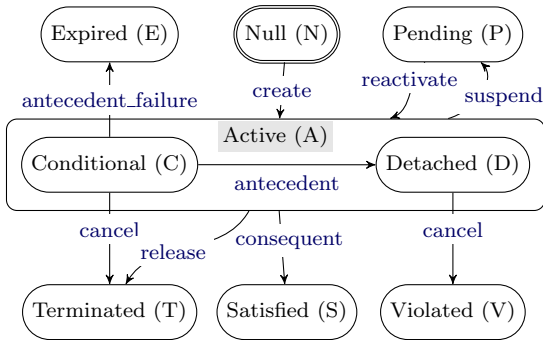 Expired (E)
Null (N)
Pending (P)
reactivate
antecedent_failure
create
suspend
Active (A)
Conditional (C)
Detached (D)
antecedent
cancel
release
consequent
cancel
Terminated (T)
Satisfied (S)
Violated (V)